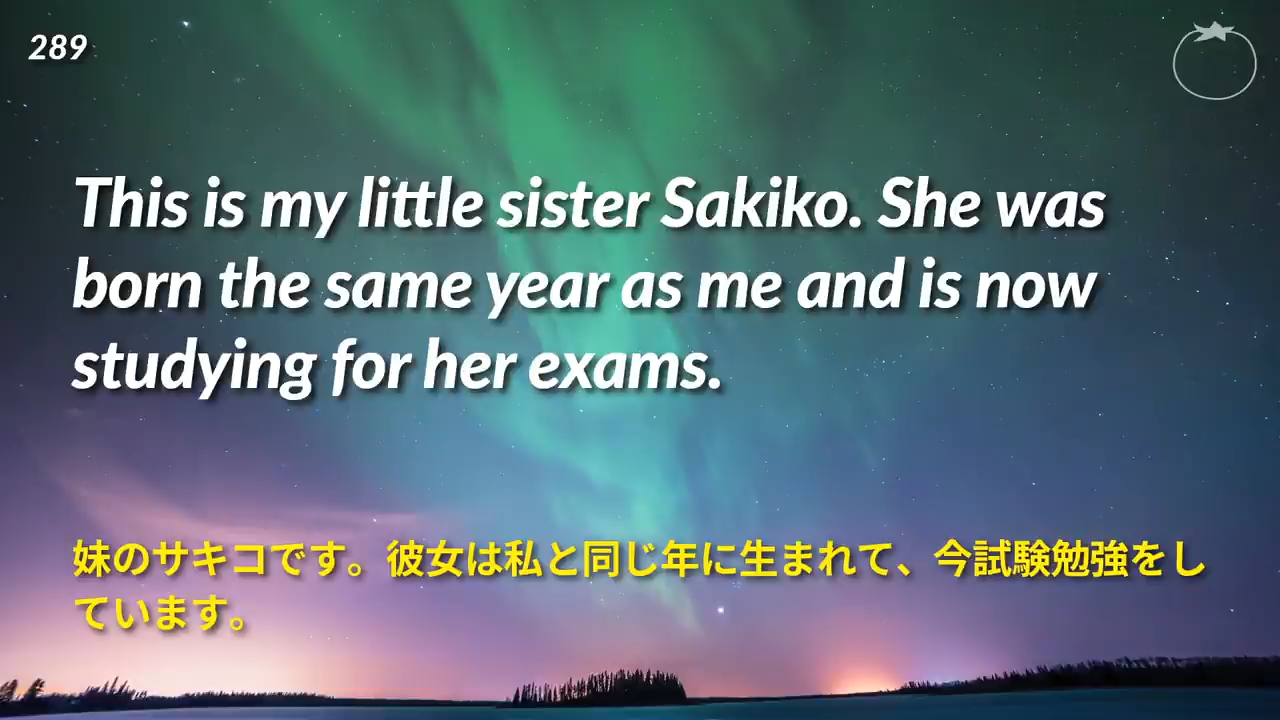 289
This is my little sister Sakiko. She was
born the same year as me and is now
studying for her exams.
妹のサキコです。彼女は私と同じ年に生まれて、今試験勉強をし
ています。